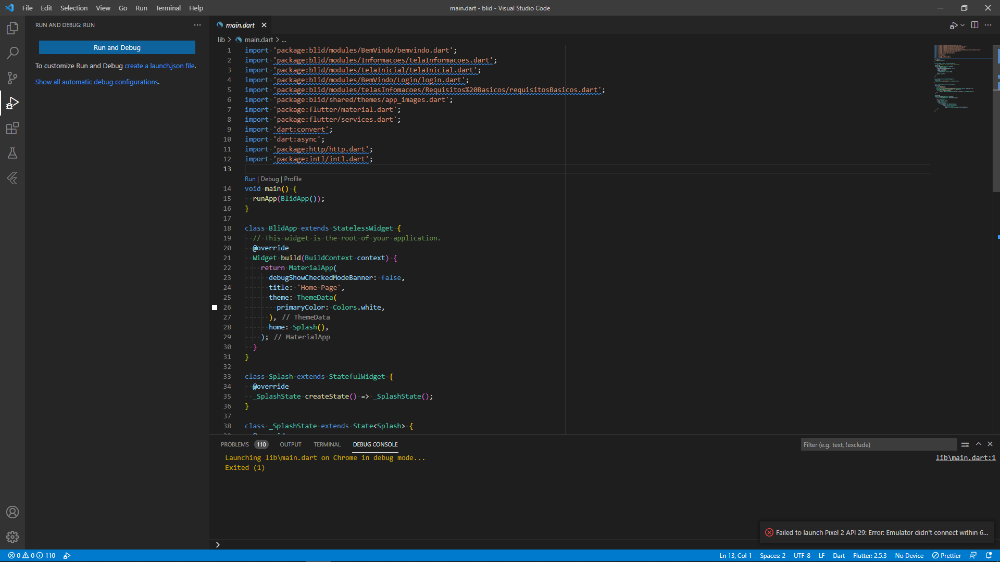 File Edit Selection View Go Run Terminal Help
main.dart - blid - Visual Studio Code
RUN AND DEBUG: RUN
Run and Debug
To customize Run and Debug create a launch.json file.
Show all automatic debug configurations.
main.dart
lib > main.dart > ...
1 import 'package:blid/modules/BemVindo/bemvindo.dart';
2 import 'package:blid/modules/Informacoes/telaInformacoes.dart';
3 import 'package:blid/modules/telaInicial/telaInicial.dart';
4 import 'package:blid/modules/BemVindo/Login/login.dart';
5 import 'package:blid/modules/telasInfomacoes/Requisitos%20Basicos/requisitosBasicos.dart';
6 import 'package:blid/shared/themes/app_images.dart';
7 import 'package:flutter/material.dart';
8 import 'package:flutter/services.dart';
9 import 'dart:convert';
10 import 'dart:async';
11 import 'package:http/http.dart';
12 import 'package:intl/intl.dart';
13
Run | Debug | Profile
14 void main() {
15 runApp(BlidApp());
16 }
17
18 class BlidApp extends StatelessWidget {
19 // This widget is the root of your application.
20 @override
21 Widget build(BuildContext context) {
22 return MaterialApp(
23 debugShowCheckedModeBanner: false,
24 title: 'Home Page',
25 theme: ThemeData(
26 primaryColor: Colors.white,
27 ), // ThemeData
28 home: Splash(),
29 ); // MaterialApp
30 }
31 }
32
33 class Splash extends StatefulWidget {
34 @override
35 _SplashState createState() => _SplashState();
36 }
37
38 class _SplashState extends State<Splash> {
PROBLEMS 110 OUTPUT TERMINAL DEBUG CONSOLE
Filter (e.g. text, !exclude)
Launching lib\main.dart on Chrome in debug mode...
lib\main.dart:1
Exited (1)
Failed to launch Pixel 2 API 29: Error: Emulator didn't connect within 6...
0 0 110
Ln 13, Col 1 Spaces: 2 UTF-8 LF Dart Flutter: 2.5.3 No Device Prettier